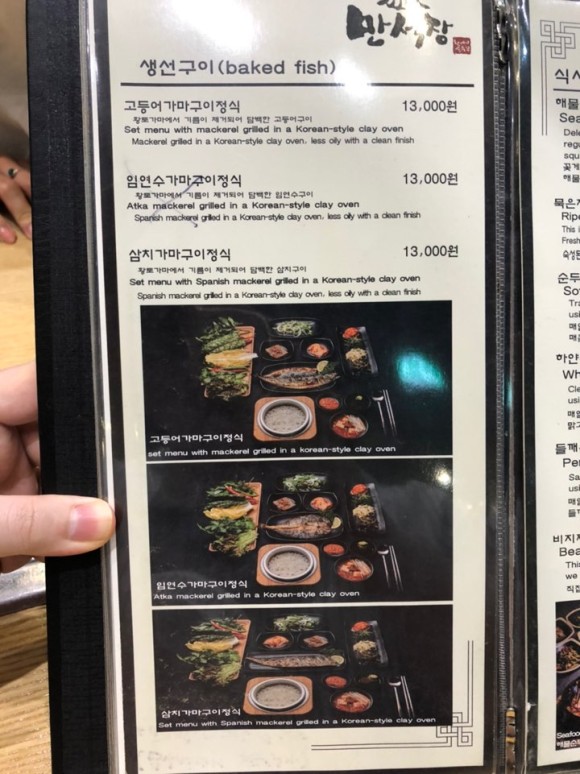 만석장
생선구이(baked fish)
고등어가마구이정식 13,000원
황토가마에서 기름이 제거되어 담백한 고등어구이
Set menu with mackerel grilled in a Korean-style clay oven
Mackerel grilled in a Korean-style clay oven, less oily with a clean finish
임연수가마구이정식 13,000원
황토가마에서 기름이 제거되어 담백한 임연수구이
Atka mackerel grilled in a Korean-style clay oven
Spanish mackerel grilled in a Korean-style clay oven, less oily with a clean finish
삼치가마구이정식 13,000원
황토가마에서 기름이 제거되어 담백한 삼치구이
Set menu with Spanish mackerel grilled in a Korean-style clay oven
Spanish mackerel grilled in a Korean-style clay oven, less oily with a clean finish
고등어가마구이정식
set menu with mackerel grilled in a korean-style clay oven
임연수가마구이정식
Atka mackerel grilled in a Korean-style clay oven
삼치가마구이정식
Set menu with Spanish mackerel grilled in a Korean-style clay oven
식사
해물
Sea
묵은지
순두
하얀
Wh
들깨
비지찌
Bea
This
we
직접
Seafood
해물순두